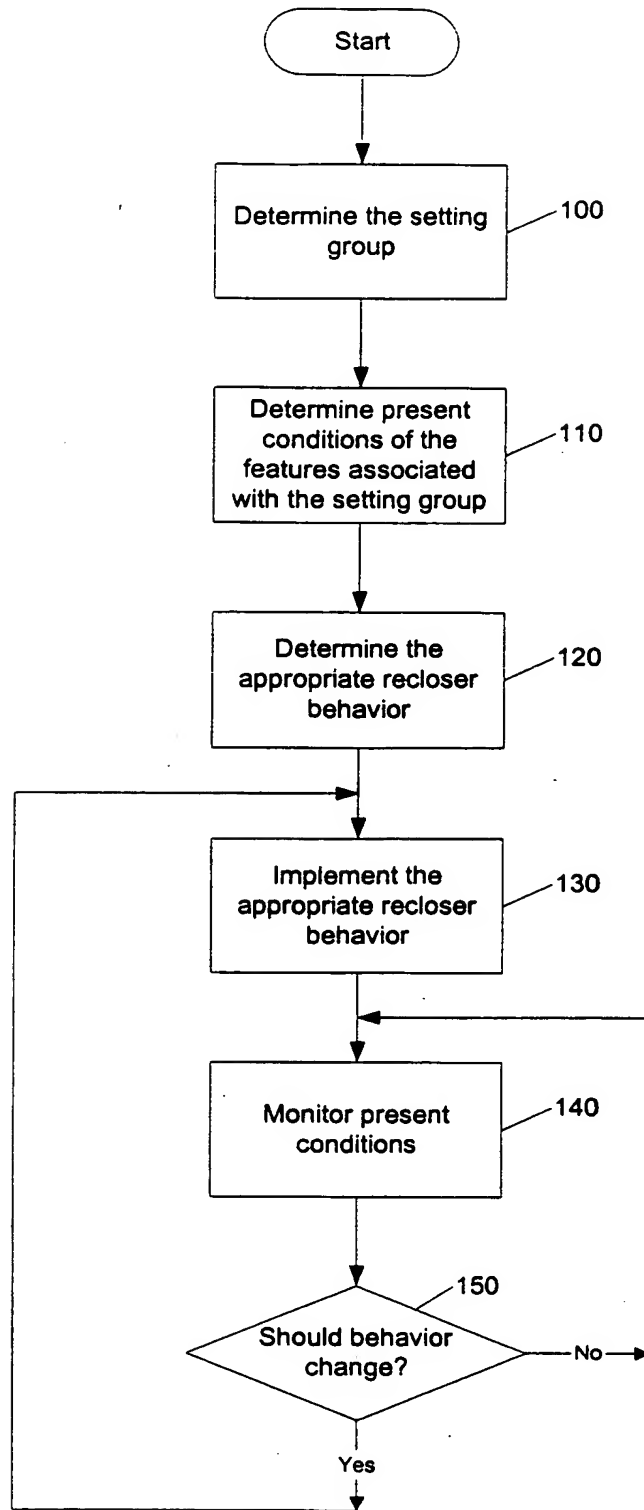 Start
Determine the setting
group
100
Determine present
conditions of the
features associated
with the setting group
110
Determine the
appropriate recloser
behavior
120
Implement the
appropriate recloser
behavior
130
Monitor present
conditions
140
150
Should behavior
change?
No
Yes